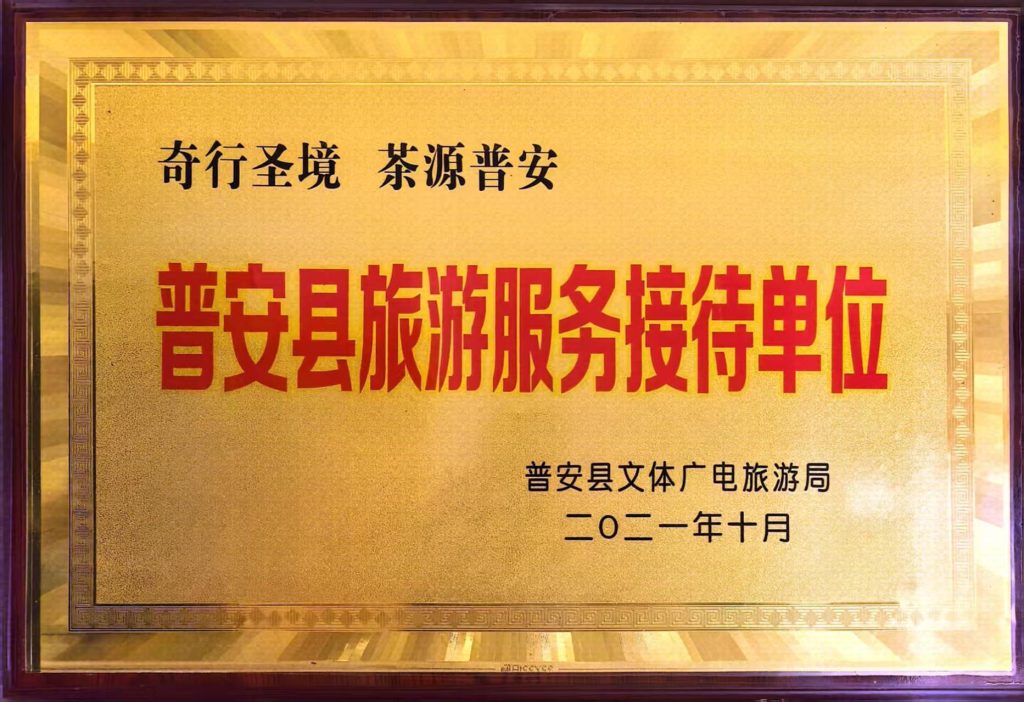 奇行圣境 茶源普安
普安县旅游服务接待单位
普安县文体广电旅游局
二〇二一年十月